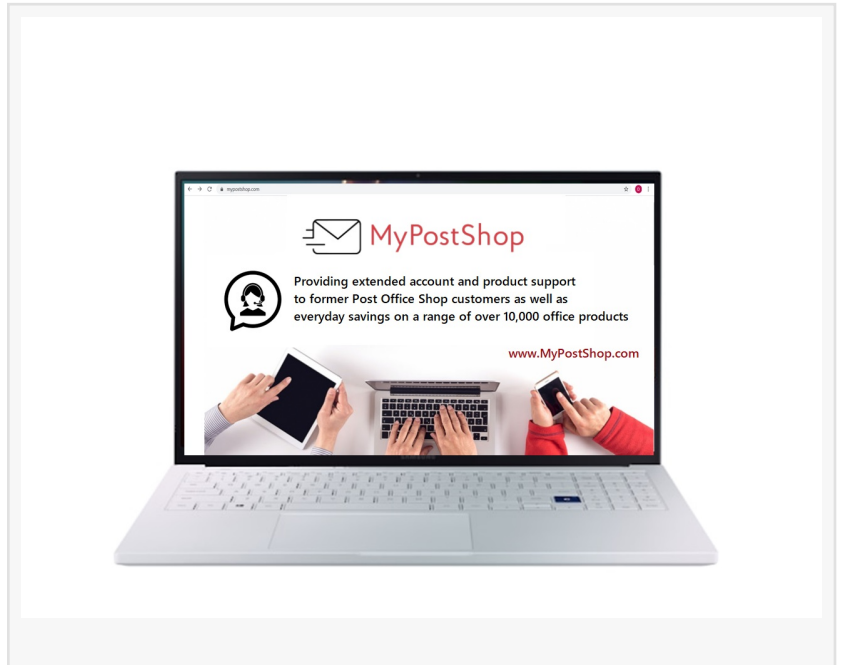 mypostshop.com
MyPostShop
Providing extended account and product support
to former Post Office Shop customers as well as
everyday savings on a range of over 10,000 office products
www.MyPostShop.com